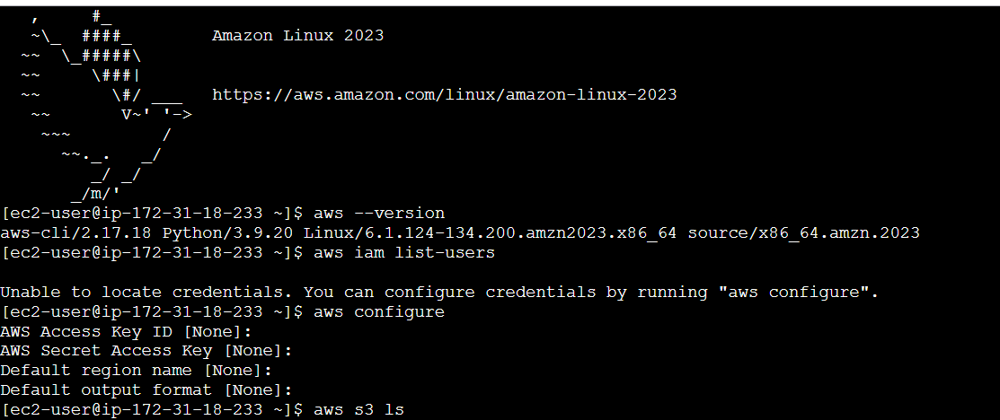 ,     #_
   ~\_  ####_        Amazon Linux 2023
  ~~  \_#####\
  ~~     \###|
  ~~       \#/ ___   https://aws.amazon.com/linux/amazon-linux-2023
   ~~       V~' '->
    ~~~         /
      ~~._.   _/
         _/ _/
       _/m/'
[ec2-user@ip-172-31-18-233 ~]$ aws --version
aws-cli/2.17.18 Python/3.9.20 Linux/6.1.124-134.200.amzn2023.x86_64 source/x86_64.amzn.2023
[ec2-user@ip-172-31-18-233 ~]$ aws iam list-users

Unable to locate credentials. You can configure credentials by running "aws configure".
[ec2-user@ip-172-31-18-233 ~]$ aws configure
AWS Access Key ID [None]:
AWS Secret Access Key [None]:
Default region name [None]:
Default output format [None]:
[ec2-user@ip-172-31-18-233 ~]$ aws s3 ls